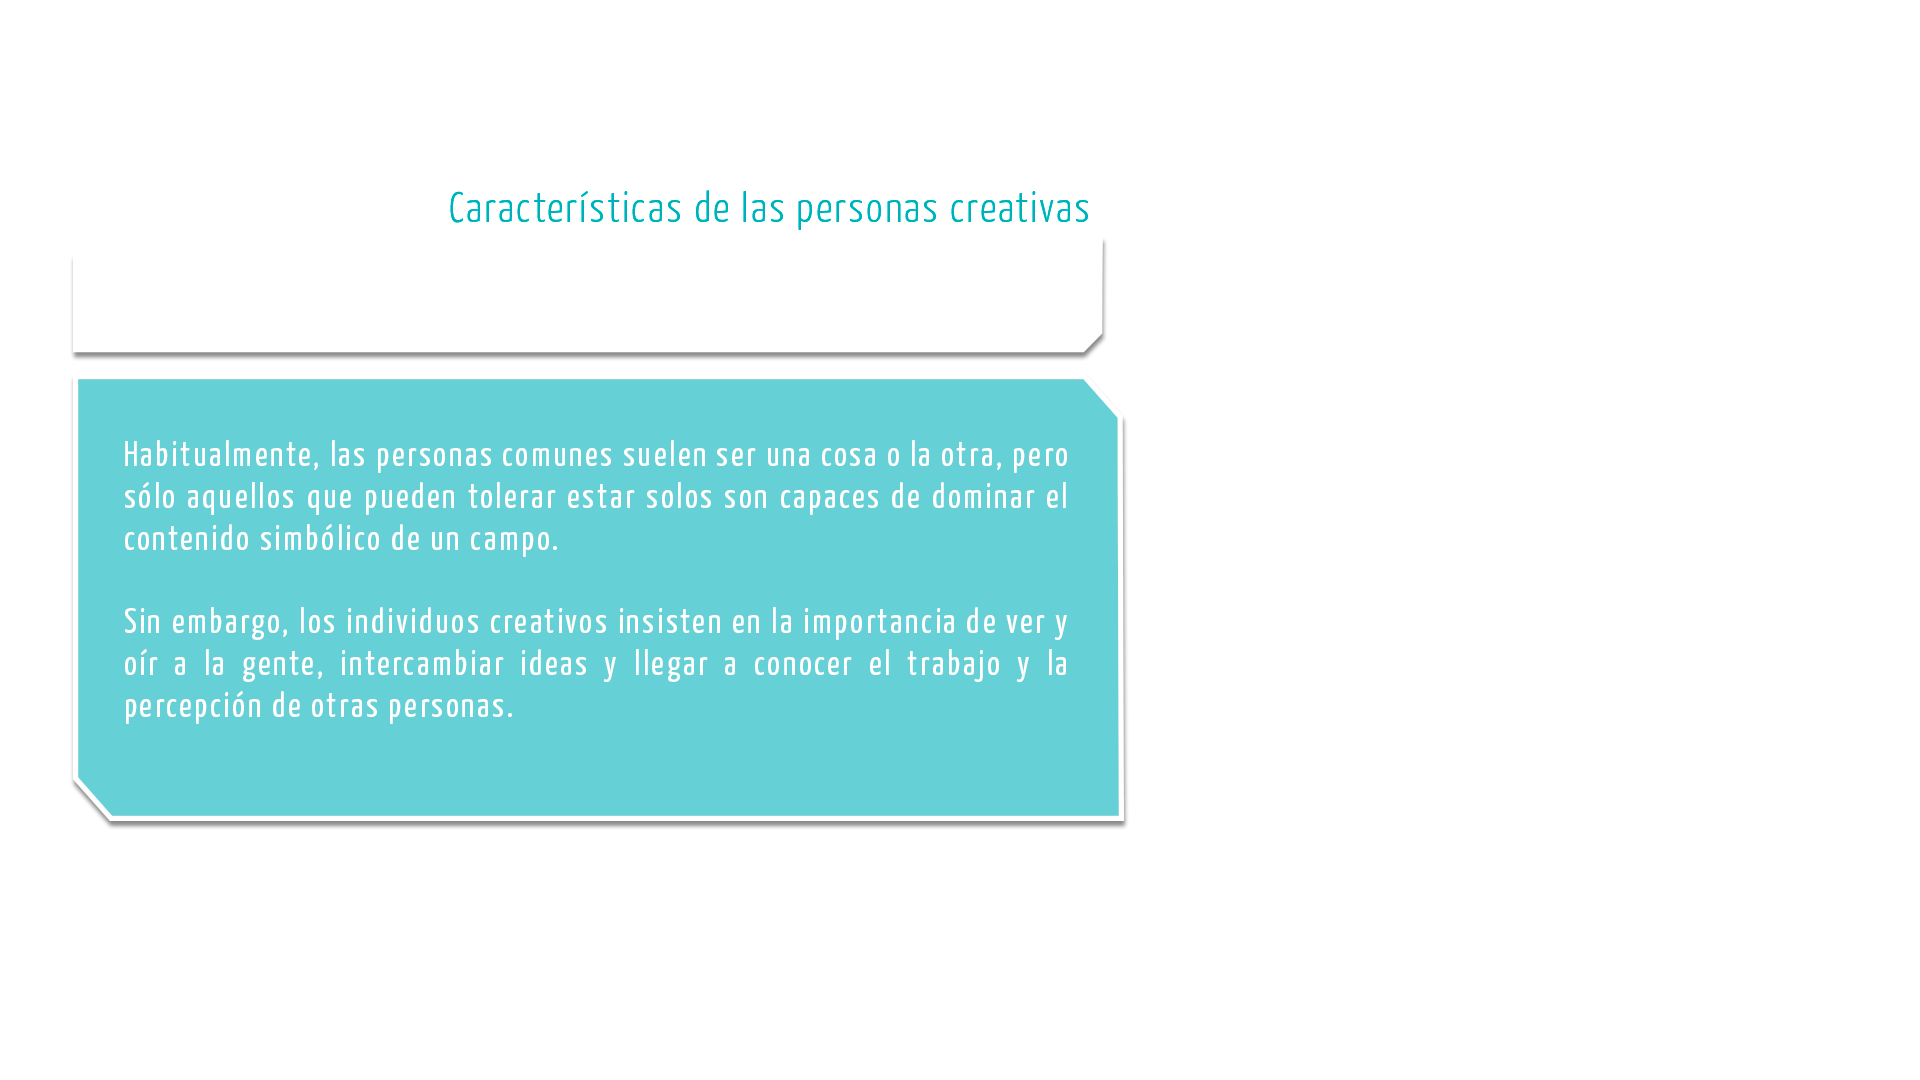 Características de las personas creativas
Habitualmente, las personas comunes suelen ser una cosa o la otra, pero
sólo aquellos que pueden tolerar estar solos son capaces de dominar el
contenido simbólico de un campo.
Sin embargo, los individuos creativos insisten en la importancia de ver y
oír a la gente, intercambiar ideas y llegar a conocer el trabajo y la
percepción de otras personas.